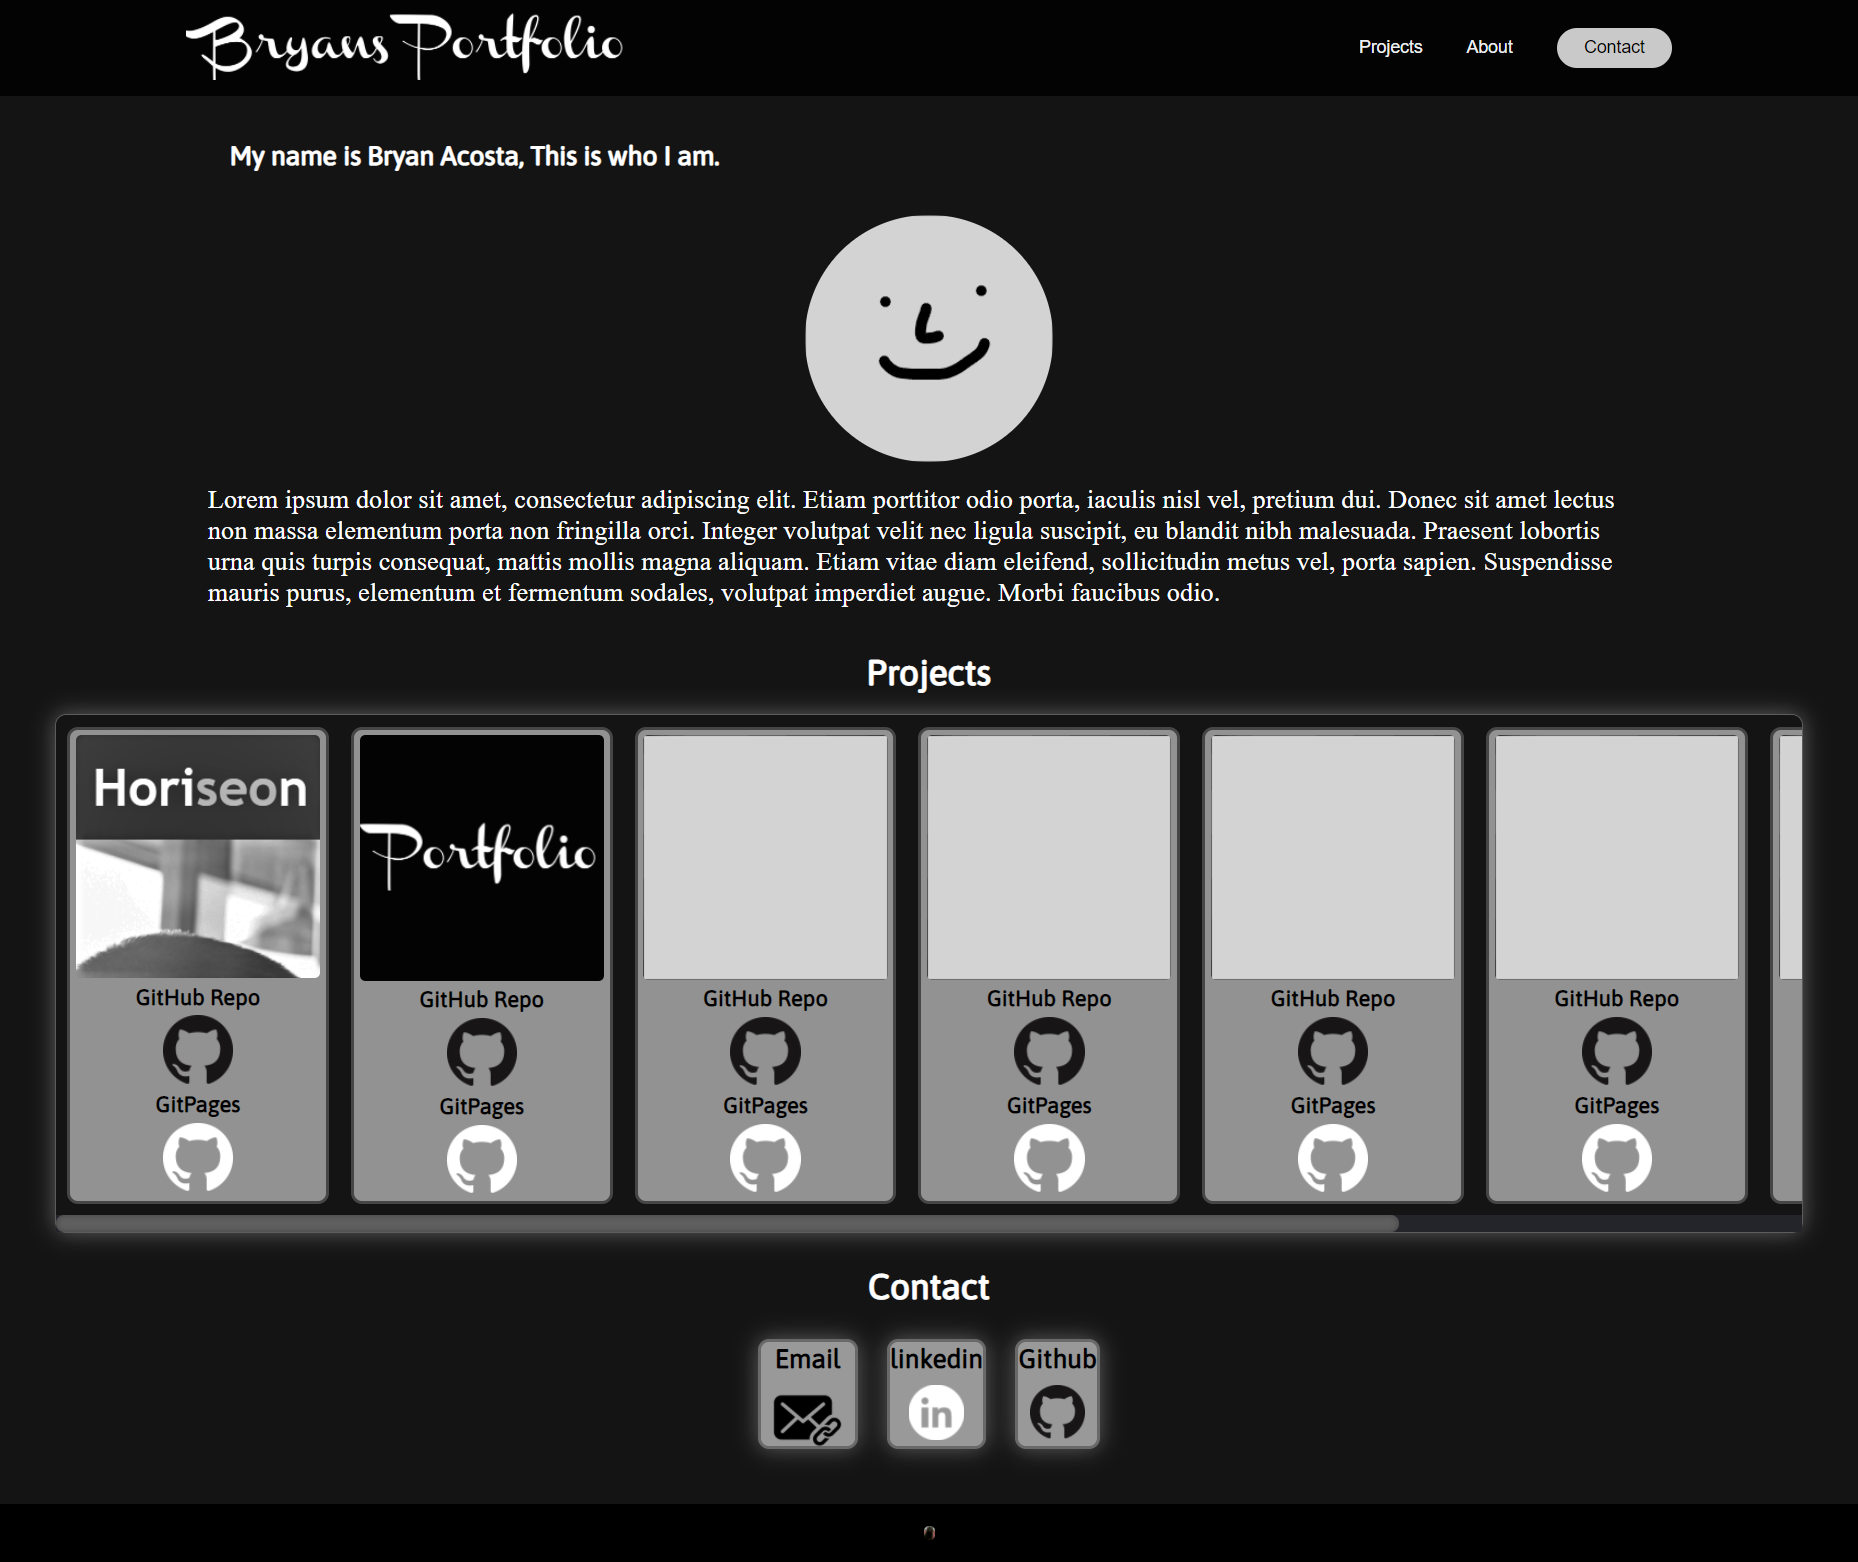 Bryans Portfolio
Projects About Contact
My name is Bryan Acosta, This is who I am.
Lorem ipsum dolor sit amet, consectetur adipiscing elit. Etiam porttitor odio porta, iaculis nisl vel, pretium dui. Donec sit amet lectus
non massa elementum porta non fringilla orci. Integer volutpat velit nec ligula suscipit, eu blandit nibh malesuada. Praesent lobortis
urna quis turpis consequat, mattis mollis magna aliquam. Etiam vitae diam eleifend, sollicitudin metus vel, porta sapien. Suspendisse
mauris purus, elementum et fermentum sodales, volutpat imperdiet augue. Morbi faucibus odio.
Projects
Horiseon
Portfolio
GitHub Repo GitHub Repo GitHub Repo GitHub Repo GitHub Repo GitHub Repo
GitPages GitPages GitPages GitPages GitPages GitPages
Contact
Email linkedin Github
in